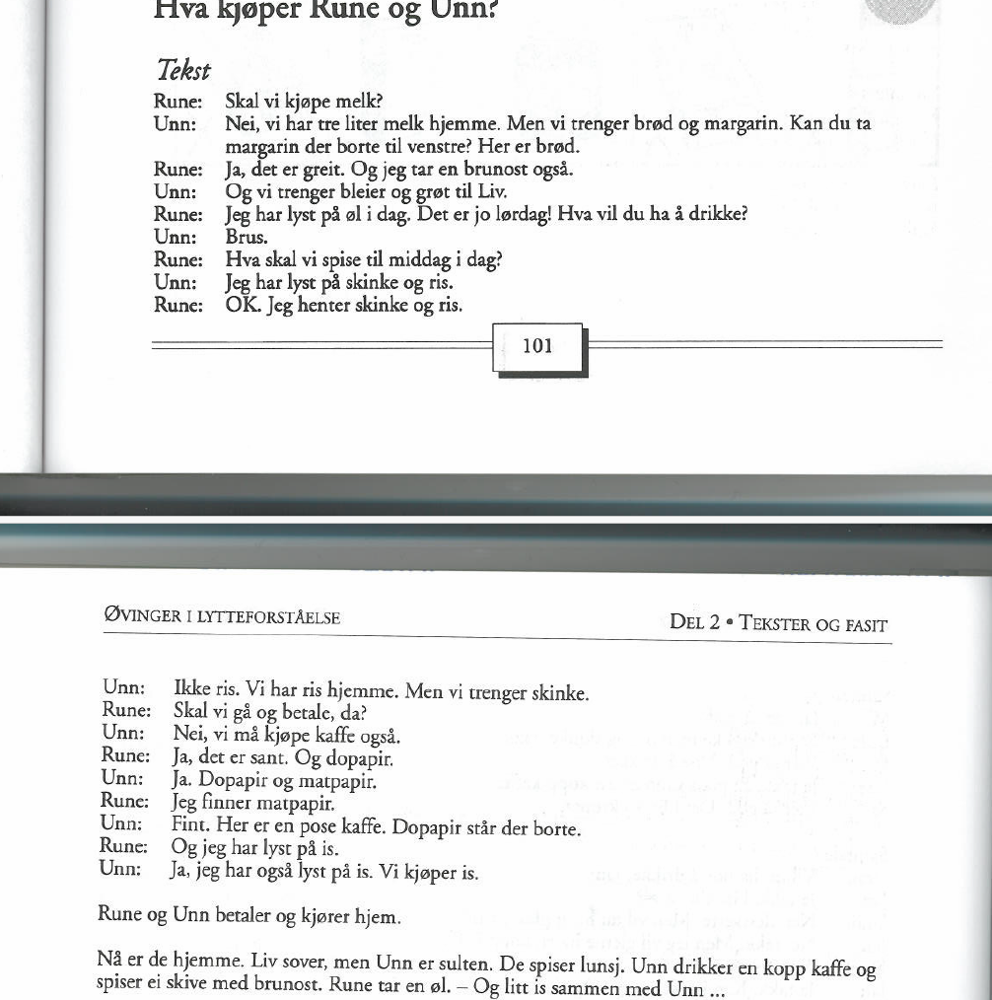 Hva kjøper Rune og Unn?
Tekst
Rune: Skal vi kjøpe melk?
Unn: Nei, vi har tre liter melk hjemme. Men vi trenger brød og margarin. Kan du ta
margarin der borte til venstre? Her er brød.
Rune: Ja, det er greit. Og jeg tar en brunost også.
Unn: Og vi trenger bleier og grøt til Liv.
Rune: Jeg har lyst på øl i dag. Det er jo lørdag! Hva vil du ha å drikke?
Unn: Brus.
Rune: Hva skal vi spise til middag i dag?
Unn: Jeg har lyst på skinke og ris.
Rune: OK. Jeg henter skinke og ris.
101
ØVINGER I LYTTEFORSTÅELSE DEL 2 • TEKSTER OG FASIT
Unn: Ikke ris. Vi har ris hjemme. Men vi trenger skinke.
Rune: Skal vi gå og betale, da?
Unn: Nei, vi må kjøpe kaffe også.
Rune: Ja, det er sant. Og dopapir.
Unn: Ja. Dopapir og matpapir.
Rune: Jeg finner matpapir.
Unn: Fint. Her er en pose kaffe. Dopapir står der borte.
Rune: Og jeg har lyst på is.
Unn: Ja, jeg har også lyst på is. Vi kjøper is.
Rune og Unn betaler og kjører hjem.
Nå er de hjemme. Liv sover, men Unn er sulten. De spiser lunsj. Unn drikker en kopp kaffe og
spiser ei skive med brunost. Rune tar en øl. – Og litt is sammen med Unn ...